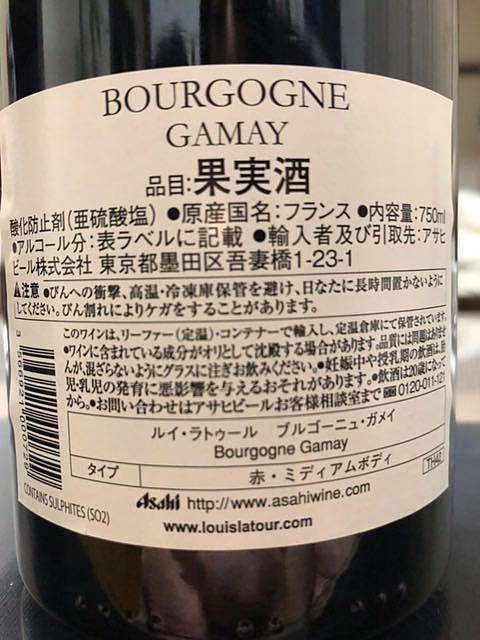 BOURGOGNE
GAMAY
品目:果実酒
酸化防止剤(亜硫酸塩) ●原産国名:フランス ●内容量:750ml
●アルコール分:表ラベルに記載 ●輸入者及び引取先:アサヒ
ビール株式会社 東京都墨田区吾妻橋1-23-1
⚠注意 ●びんへの衝撃、高温・冷凍庫保管を避け、日なたに長時間置かないように
してください。びん割れによりケガをすることがあります。
このワインは、リーファー(定温)・コンテナーで輸入し、定温倉庫にて保管されています。
●ワインに含まれている成分がオリとして沈殿する場合があります。品質には問題はありませ
んが、混ざらないようにグラスに注ぎお飲みください。●妊娠中や授乳期の飲酒は、胎
児・乳児の発育に悪影響を与えるおそれがあります。●飲酒は20歳になって
から。●お問い合わせはアサヒビールお客様相談室まで 0120-011-121
ルイ・ラトゥール ブルゴーニュ・ガメイ
Bourgogne Gamay
タイプ 赤・ミディアムボディ
TH42
CONTAINS SULPHITES (SO2)
Asahi http://www.asahiwine.com
www.louislatour.com